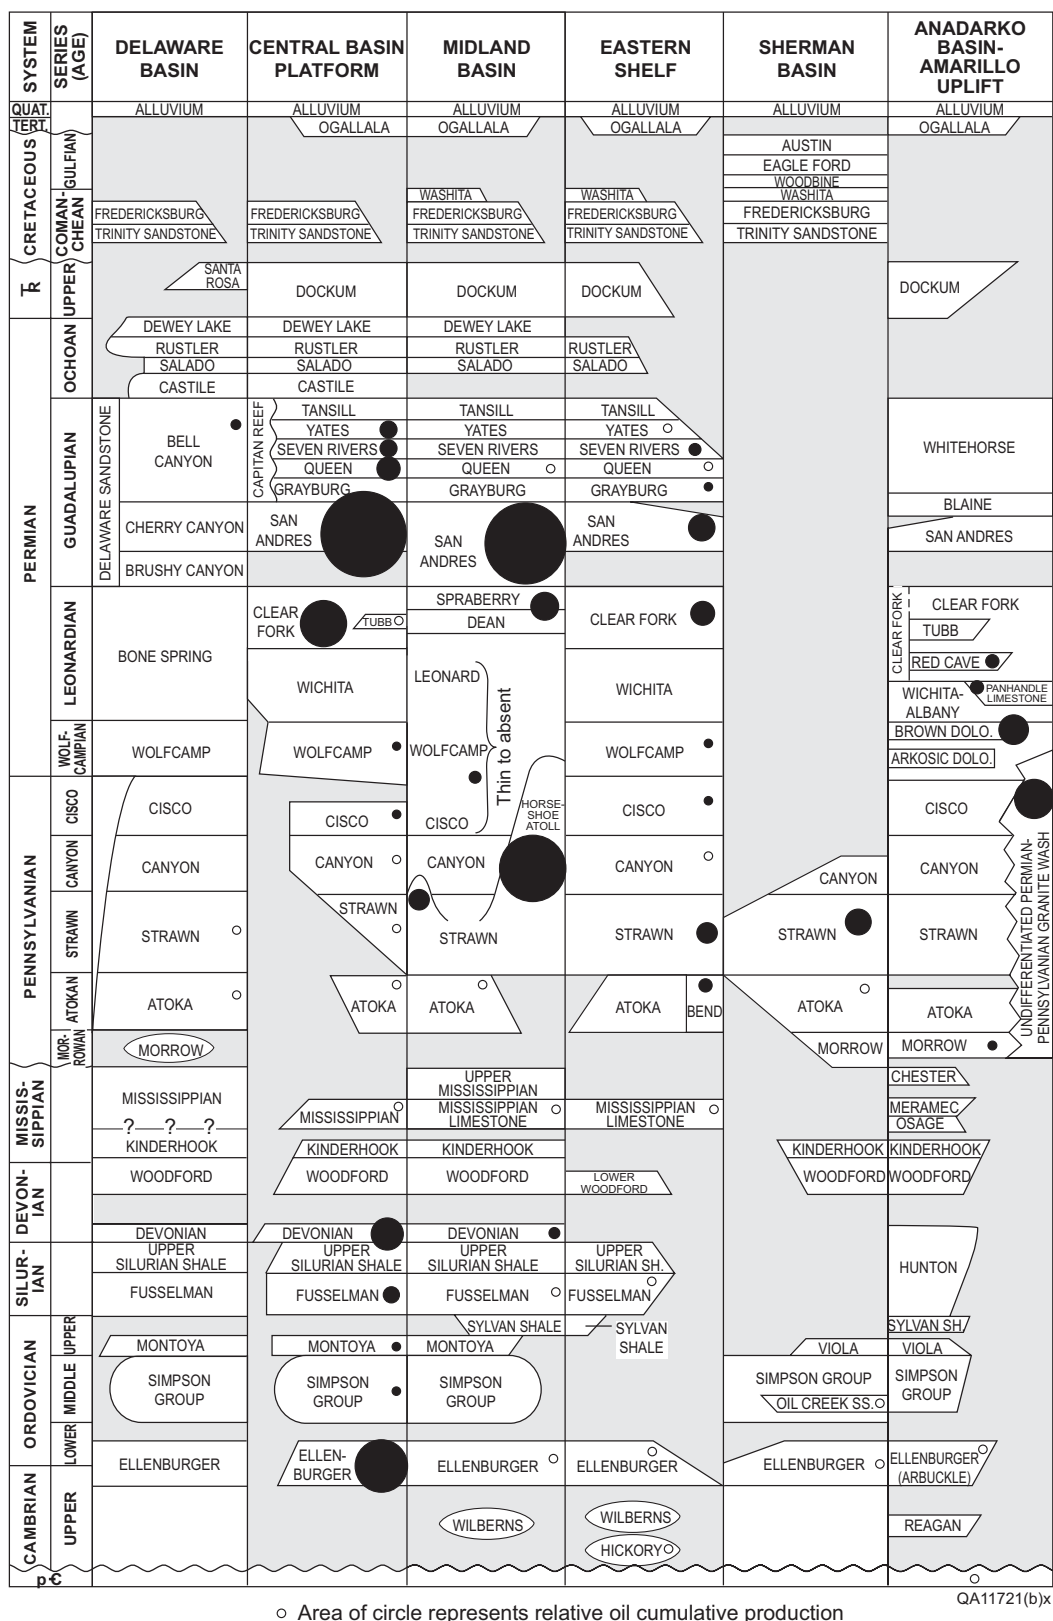 SYSTEM
SERIES
(AGE)
DELAWARE
BASIN
CENTRAL BASIN
PLATFORM
MIDLAND
BASIN
EASTERN
SHELF
SHERMAN
BASIN
ANADARKO
BASIN-
AMARILLO
UPLIFT
QUAT.
ALLUVIUM
ALLUVIUM
ALLUVIUM
ALLUVIUM
ALLUVIUM
ALLUVIUM
TERT.
OGALLALA
OGALLALA
OGALLALA
OGALLALA
CRETACEOUS
GULFIAN
AUSTIN
EAGLE FORD
WOODBINE
COMAN-
CHEAN
WASHITA
WASHITA
WASHITA
FREDERICKSBURG
FREDERICKSBURG
FREDERICKSBURG
FREDERICKSBURG
FREDERICKSBURG
TRINITY SANDSTONE
TRINITY SANDSTONE
TRINITY SANDSTONE
TRINITY SANDSTONE
TRINITY SANDSTONE
TR
UPPER
SANTA
ROSA
DOCKUM
DOCKUM
DOCKUM
DOCKUM
PERMIAN
OCHOAN
DEWEY LAKE
DEWEY LAKE
DEWEY LAKE
RUSTLER
RUSTLER
RUSTLER
RUSTLER
SALADO
SALADO
SALADO
SALADO
CASTILE
CASTILE
GUADALUPIAN
DELAWARE SANDSTONE
BELL
CANYON
CAPITAN REEF
TANSILL
TANSILL
TANSILL
YATES
YATES
YATES
SEVEN RIVERS
SEVEN RIVERS
SEVEN RIVERS
WHITEHORSE
QUEEN
QUEEN
QUEEN
GRAYBURG
GRAYBURG
GRAYBURG
BLAINE
CHERRY CANYON
SAN
ANDRES
SAN
ANDRES
SAN
ANDRES
SAN ANDRES
BRUSHY CANYON
LEONARDIAN
BONE SPRING
CLEAR
FORK
TUBB
SPRABERRY
DEAN
CLEAR FORK
CLEAR FORK
CLEAR FORK
TUBB
RED CAVE
WICHITA
LEONARD
WICHITA
WICHITA-
ALBANY
PANHANDLE
LIMESTONE
Thin to absent
WOLF-
CAMPIAN
WOLFCAMP
WOLFCAMP
WOLFCAMP
WOLFCAMP
BROWN DOLO.
ARKOSIC DOLO.
PENNSYLVANIAN
CISCO
CISCO
CISCO
CISCO
HORSE-
SHOE
ATOLL
CISCO
CISCO
UNDIFFERENTIATED PERMIAN-
PENNSYLVANIAN GRANITE WASH
CANYON
CANYON
CANYON
CANYON
CANYON
CANYON
CANYON
STRAWN
STRAWN
STRAWN
STRAWN
STRAWN
STRAWN
STRAWN
ATOKAN
ATOKA
ATOKA
ATOKA
ATOKA
BEND
ATOKA
ATOKA
MOR-
ROWAN
MORROW
MORROW
MORROW
MISSIS-
SIPPIAN
MISSISSIPPIAN
? ? ?
KINDERHOOK
MISSISSIPPIAN
KINDERHOOK
UPPER
MISSISSIPPIAN
MISSISSIPPIAN
LIMESTONE
KINDERHOOK
MISSISSIPPIAN
LIMESTONE
KINDERHOOK
CHESTER
MERAMEC
OSAGE
KINDERHOOK
DEVON-
IAN
WOODFORD
WOODFORD
WOODFORD
LOWER
WOODFORD
WOODFORD
WOODFORD
DEVONIAN
DEVONIAN
DEVONIAN
SILUR-
IAN
UPPER
SILURIAN SHALE
UPPER
SILURIAN SHALE
UPPER
SILURIAN SHALE
UPPER
SILURIAN SH.
HUNTON
FUSSELMAN
FUSSELMAN
FUSSELMAN
FUSSELMAN
ORDOVICIAN
UPPER
SYLVAN SHALE
SYLVAN
SHALE
SYLVAN SH.
MONTOYA
MONTOYA
MONTOYA
VIOLA
VIOLA
MIDDLE
SIMPSON
GROUP
SIMPSON
GROUP
SIMPSON
GROUP
SIMPSON GROUP
OIL CREEK SS.
SIMPSON
GROUP
LOWER
ELLENBURGER
ELLEN-
BURGER
ELLENBURGER
ELLENBURGER
ELLENBURGER
ELLENBURGER
(ARBUCKLE)
CAMBRIAN
UPPER
WILBERNS
WILBERNS
HICKORY
REAGAN
p-Є
QA11721(b)x
Area of circle represents relative oil cumulative production